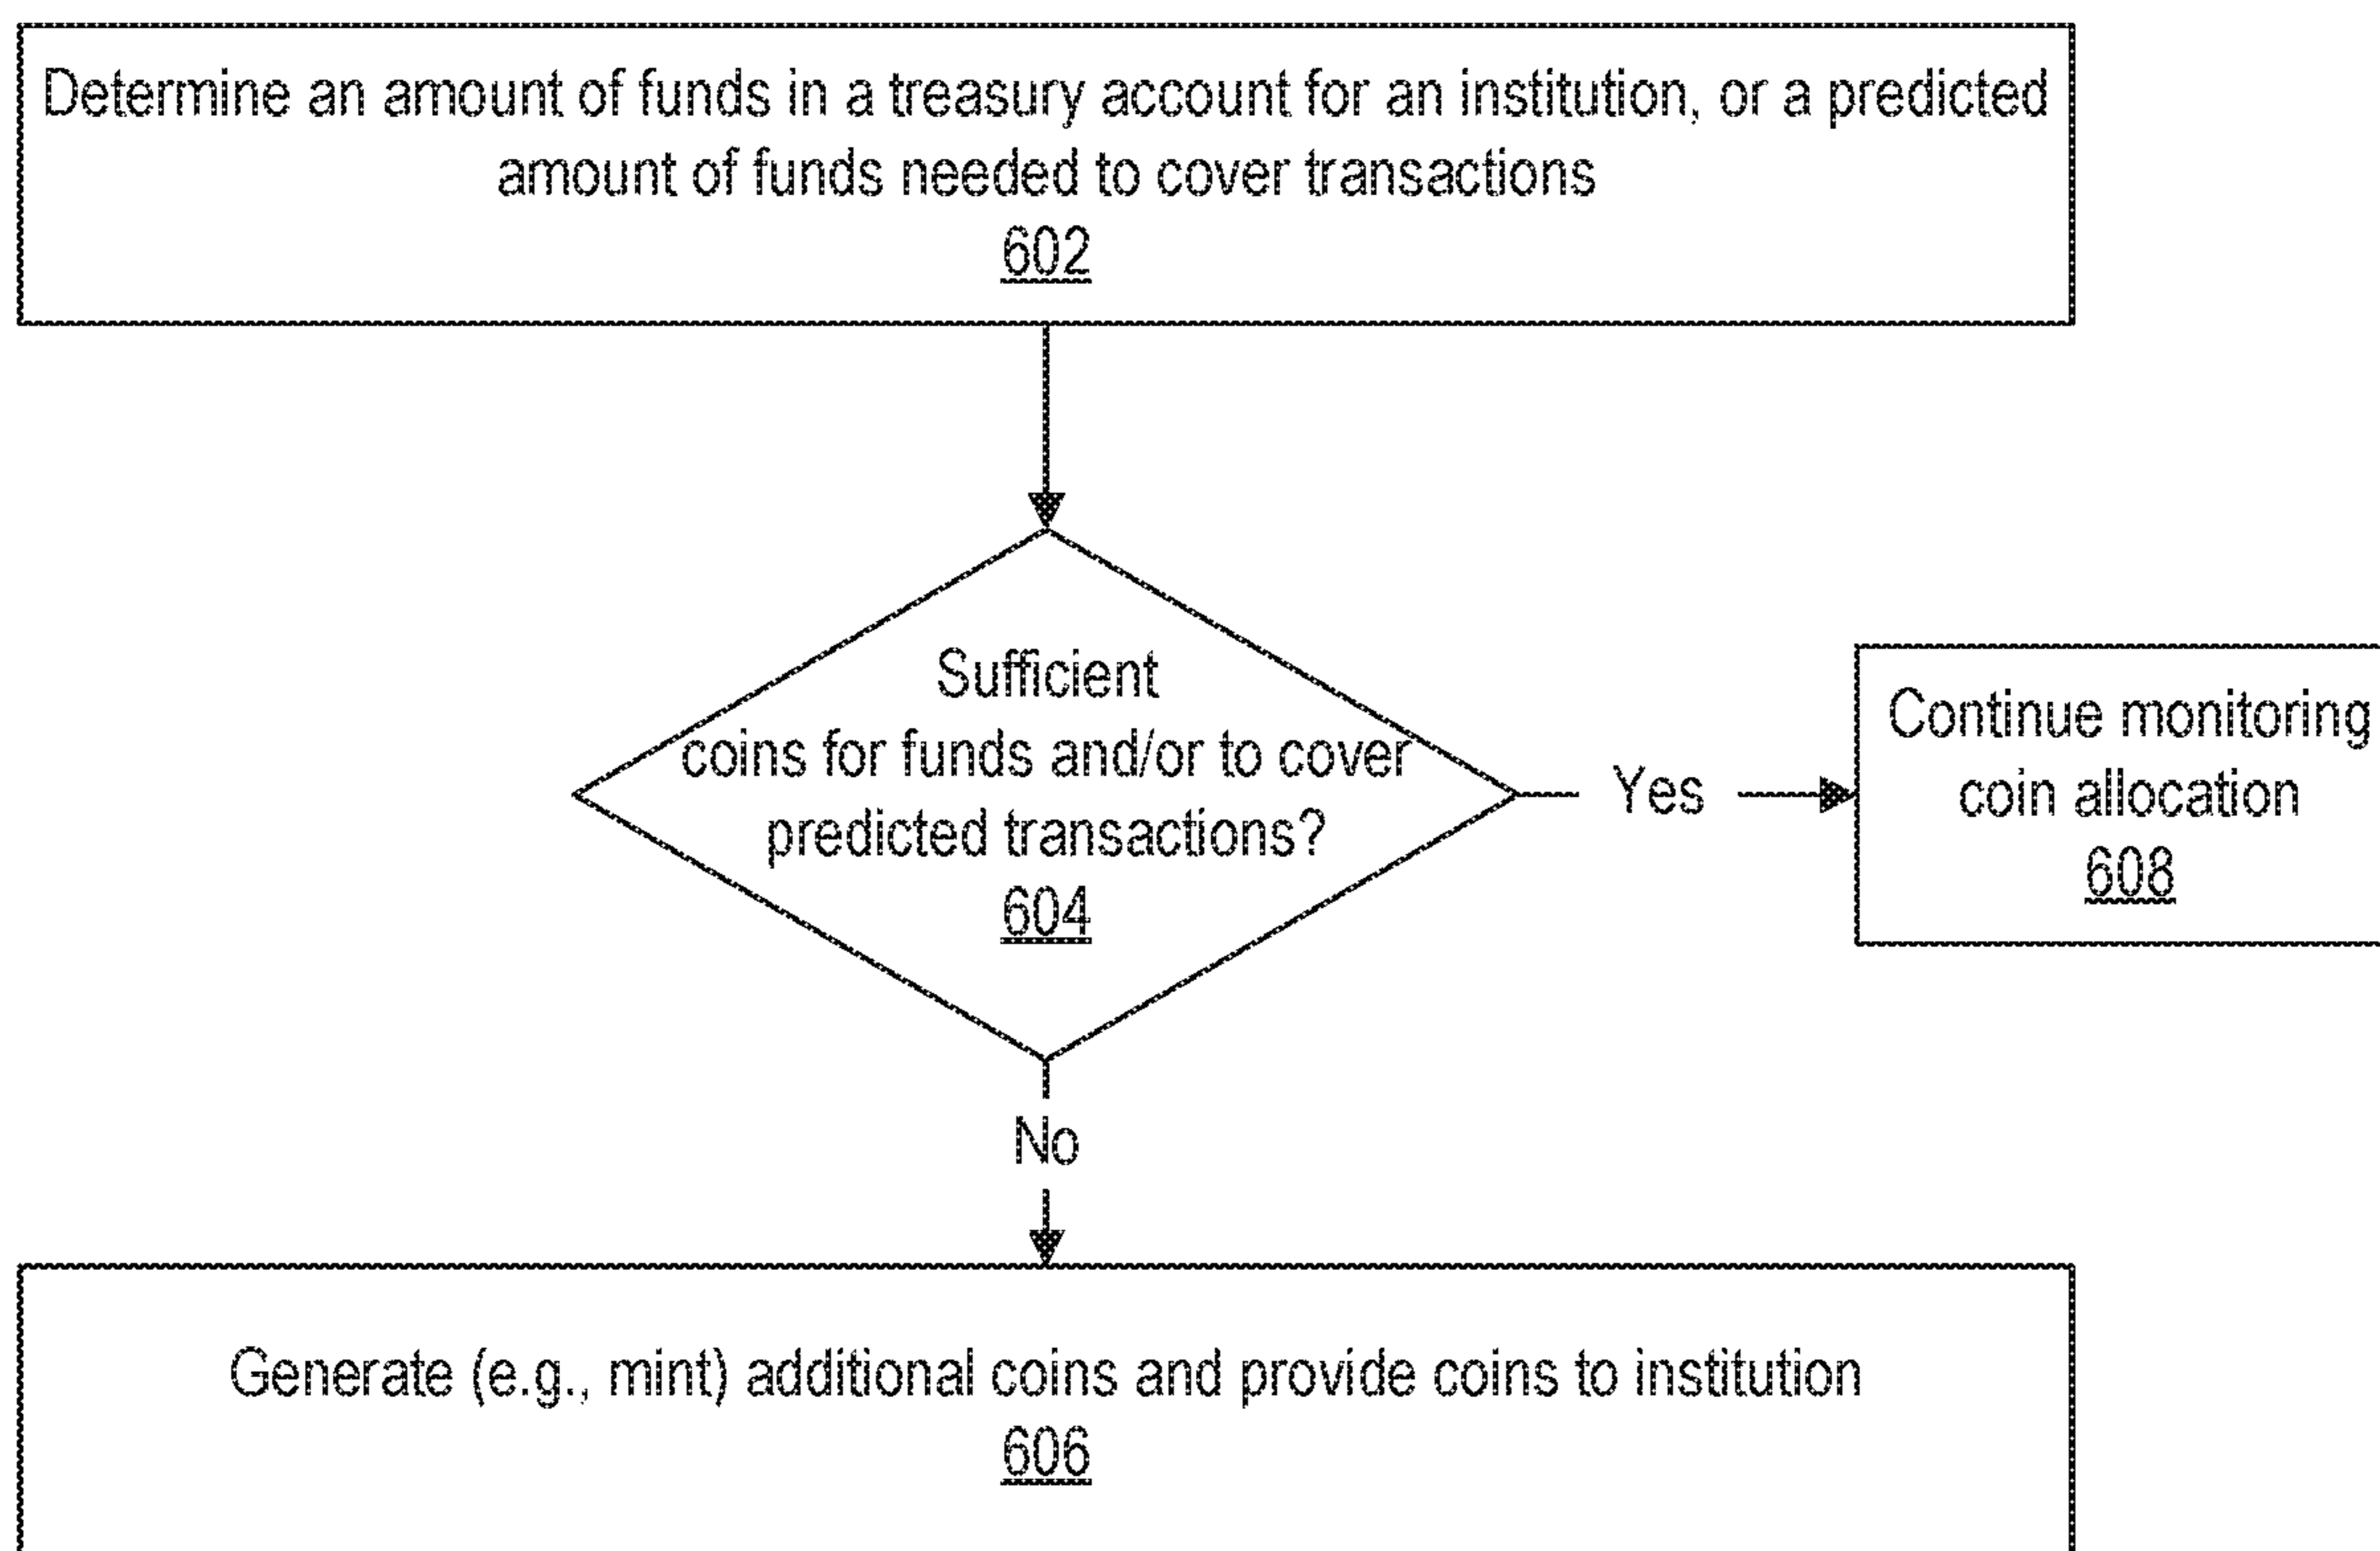 Determine an amount of funds in a treasury account for an institution, or a predicted
amount of funds needed to cover transactions
602
Sufficient
coins for funds and/or to cover
predicted transactions?
604
Yes
Continue monitoring
coin allocation
608
No
Generate (e.g., mint) additional coins and provide coins to institution
606